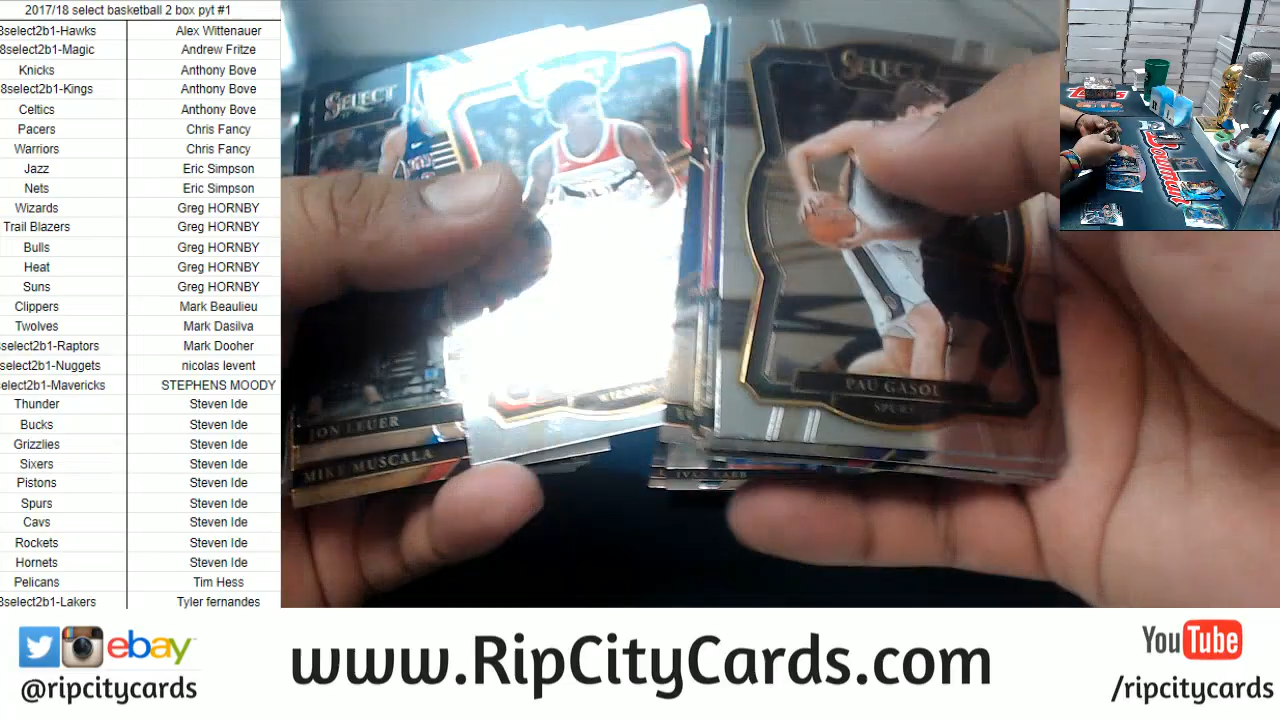 2017/18 select basketball 2 box pyt #1
8select2b1-Hawks Alex Wittenauer
8select2b1-Magic Andrew Fritze
Knicks Anthony Bove
8select2b1-Kings Anthony Bove
Celtics Anthony Bove
Pacers Chris Fancy
Warriors Chris Fancy
Jazz Eric Simpson
Nets Eric Simpson
Wizards Greg HORNBY
Trail Blazers Greg HORNBY
Bulls Greg HORNBY
Heat Greg HORNBY
Suns Greg HORNBY
Clippers Mark Beaulieu
Twolves Mark Dasilva
select2b1-Raptors Mark Dooher
select2b1-Nuggets nicolas levent
elect2b1-Mavericks STEPHENS MOODY
Thunder Steven Ide
Bucks Steven Ide
Grizzlies Steven Ide
Sixers Steven Ide
Pistons Steven Ide
Spurs Steven Ide
Cavs Steven Ide
Rockets Steven Ide
Hornets Steven Ide
Pelicans Tim Hess
8select2b1-Lakers Tyler fernandes
SELECT
JON LEUER
MIKE MUSCALA
SELECT
PAU GASOL
SPURS
IVAN RABB
Bowman
ebay
@ripcitycards
www.RipCityCards.com
YouTube
/ripcitycards